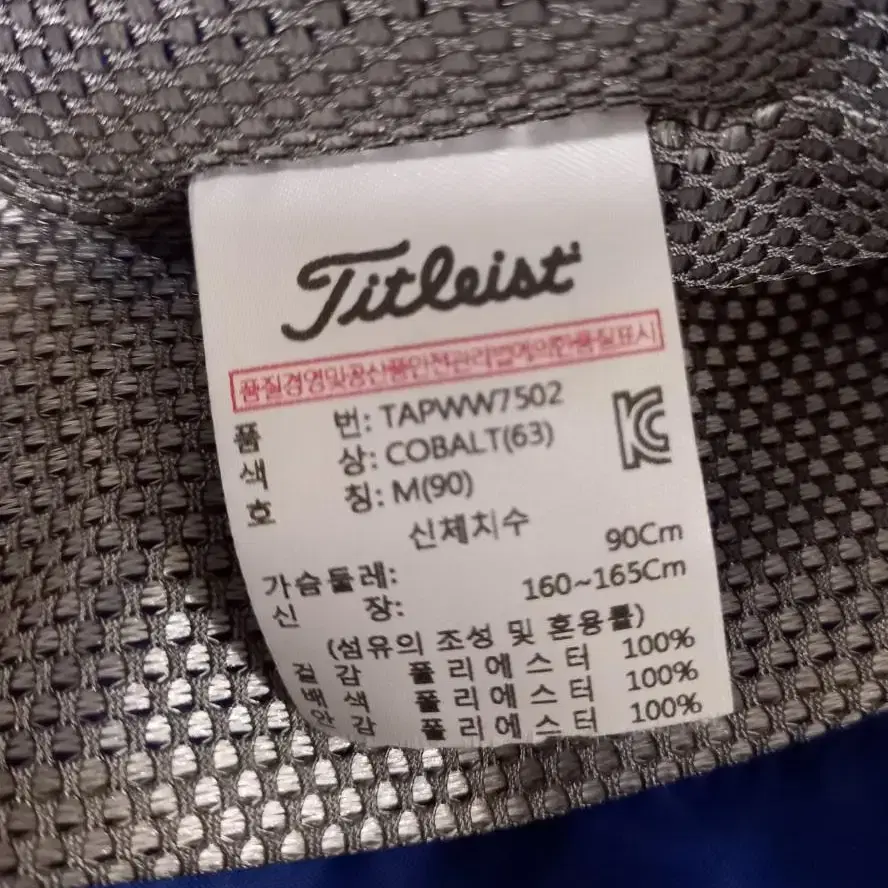 Titleist
품질경영및공산품안전관리법에의한품질표시
품 번: TAPWW7502
색 상: COBALT(63)
호 칭: M(90)
신체치수
가슴둘레: 90Cm
신 장: 160~165Cm
(섬유의 조성 및 혼용률)
겉 감 폴리에스터 100%
배 색 폴리에스터 100%
안 감 폴리에스터 100%